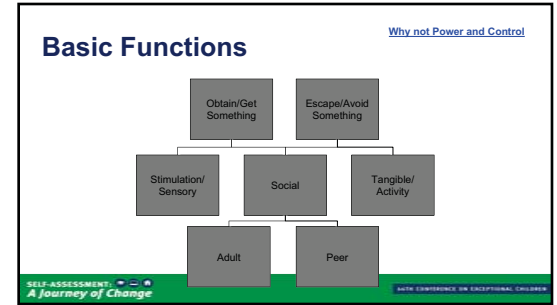 Why not Power and Control
Basic Functions
Obtain/Get
Something
Escape/Avoid
Something
Stimulation/
Sensory
Social
Tangible/
Activity
Adult
Peer
SELF-ASSESSMENT:
A Journey of Change
64TH CONFERENCE ON EXCEPTIONAL CHILDREN